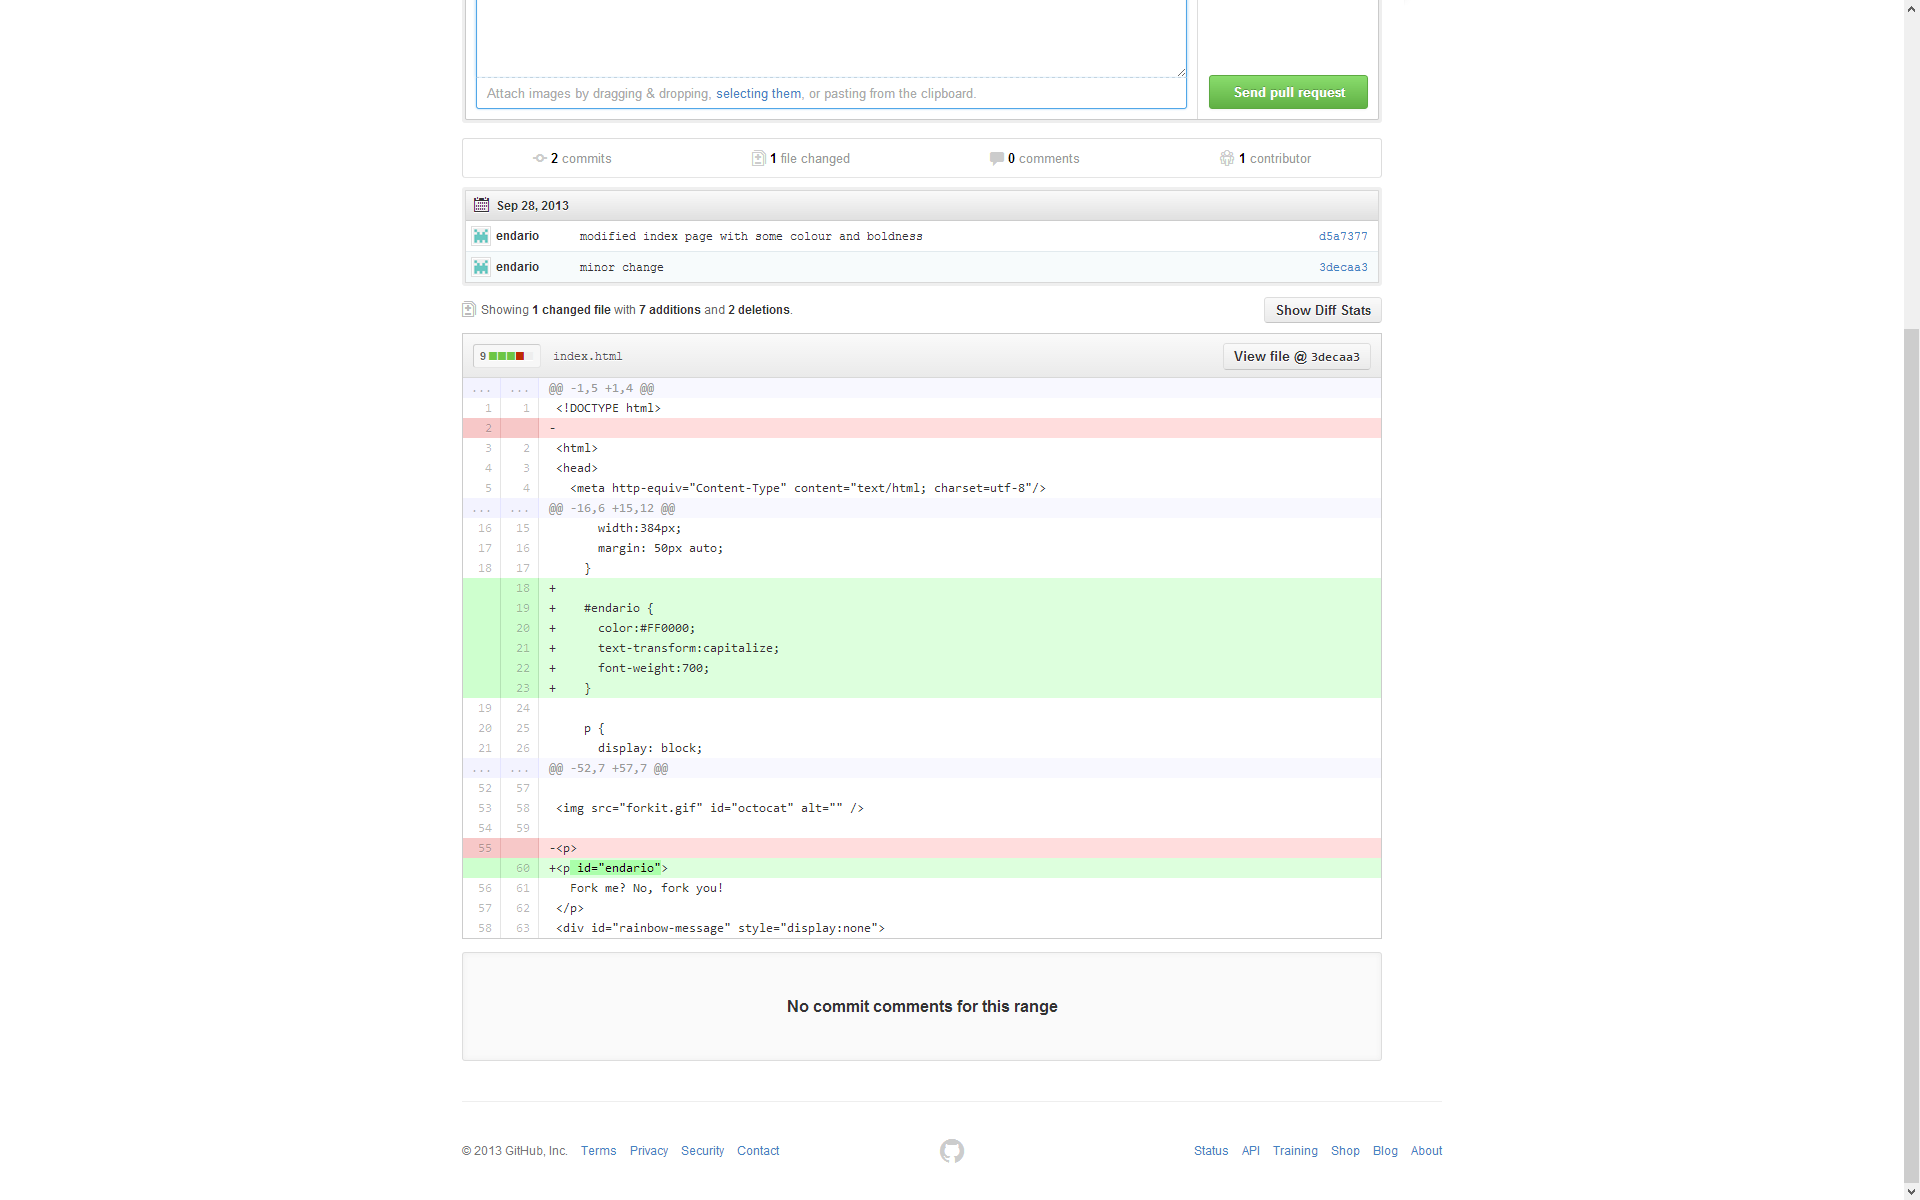 Attach images by dragging & dropping, selecting them, or pasting from the clipboard.
Send pull request
2 commits
1 file changed
0 comments
1 contributor
Sep 28, 2013
endario modified index page with some colour and boldness d5a7377
endario minor change 3decaa3
Showing 1 changed file with 7 additions and 2 deletions.
Show Diff Stats
9 index.html View file @ 3decaa3
... ... @@ -1,5 +1,4 @@
1 1 <!DOCTYPE html>
2 -
3 2 <html>
4 3 <head>
5 4 <meta http-equiv="Content-Type" content="text/html; charset=utf-8"/>
... ... @@ -16,6 +15,12 @@
16 15 width:384px;
17 16 margin: 50px auto;
18 17 }
18 +
19 + #endario {
20 + color:#FF0000;
21 + text-transform:capitalize;
22 + font-weight:700;
23 + }
19 24
20 25 p {
21 26 display: block;
... ... @@ -52,7 +57,7 @@
52 57
53 58 <img src="forkit.gif" id="octocat" alt="" />
54 59
55 -<p>
60 +<p id="endario">
56 61 Fork me? No, fork you!
57 62 </p>
58 63 <div id="rainbow-message" style="display:none">
No commit comments for this range
© 2013 GitHub, Inc. Terms Privacy Security Contact
Status API Training Shop Blog About